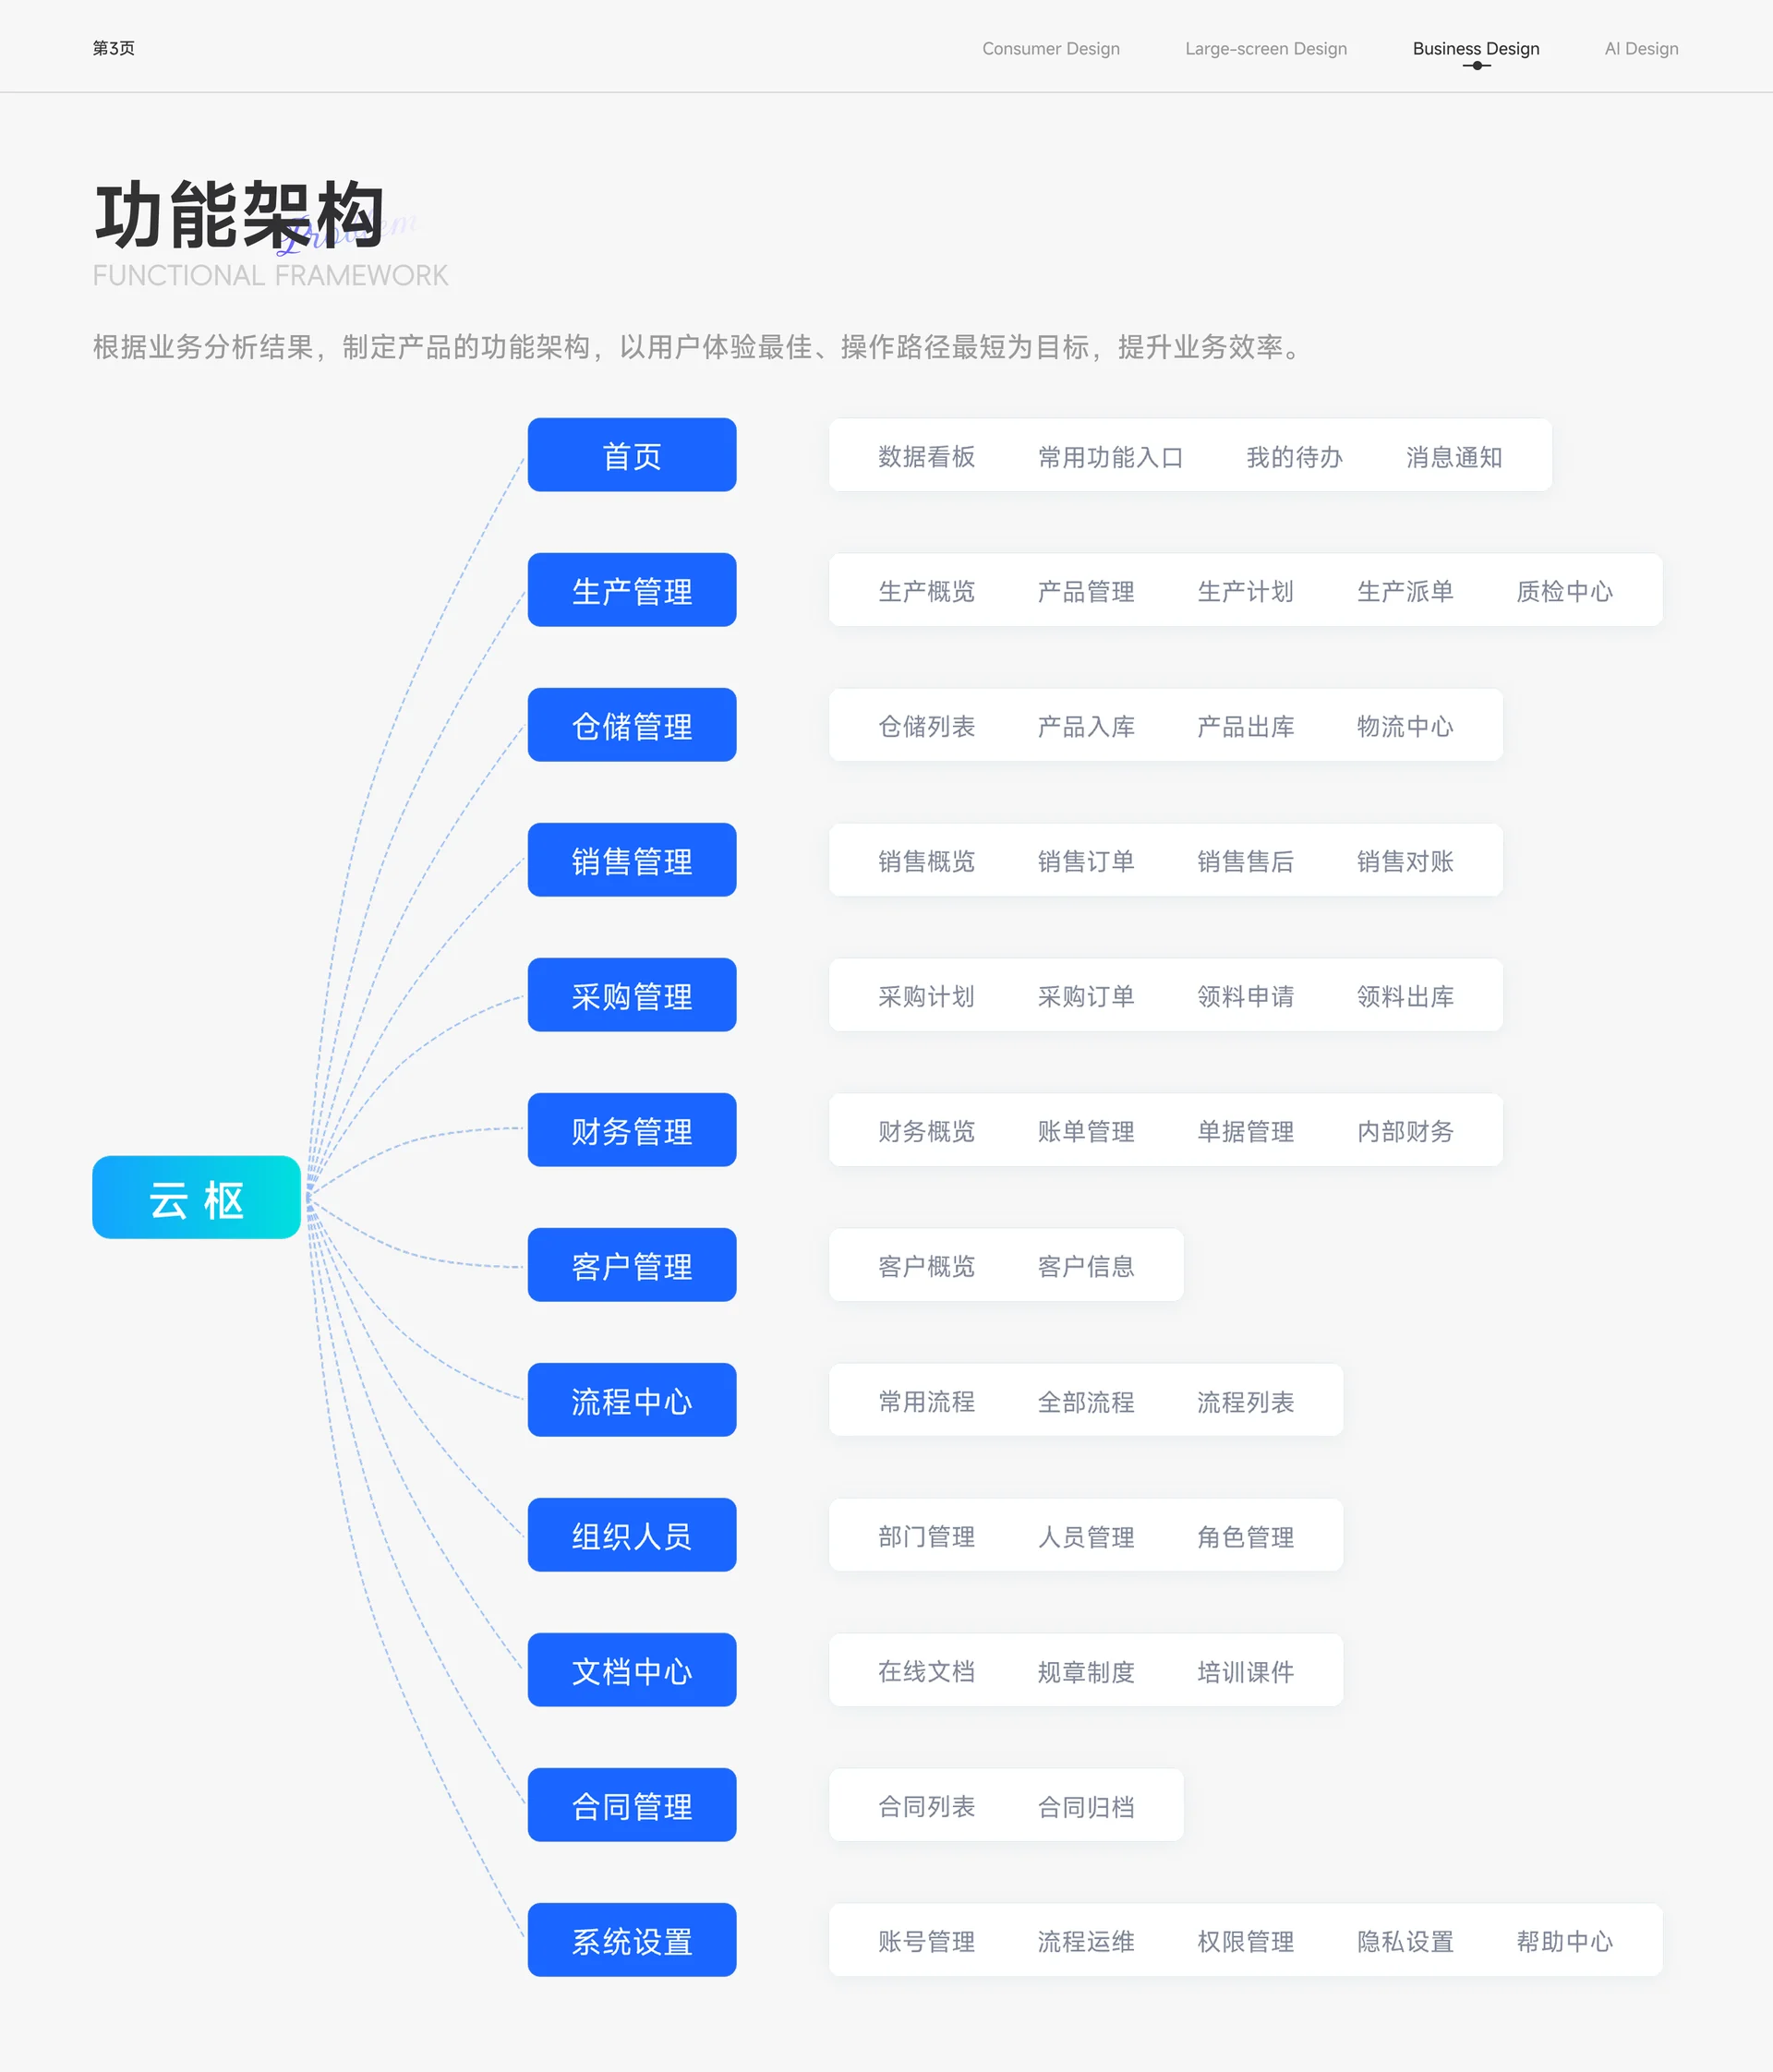 第3页 Consumer Design Large-screen Design Business Design AI Design
功能架构
Problem
FUNCTIONAL FRAMEWORK
根据业务分析结果，制定产品的功能架构，以用户体验最佳、操作路径最短为目标，提升业务效率。
云枢
首页 数据看板 常用功能入口 我的待办 消息通知
生产管理 生产概览 产品管理 生产计划 生产派单 质检中心
仓储管理 仓储列表 产品入库 产品出库 物流中心
销售管理 销售概览 销售订单 销售售后 销售对账
采购管理 采购计划 采购订单 领料申请 领料出库
财务管理 财务概览 账单管理 单据管理 内部财务
客户管理 客户概览 客户信息
流程中心 常用流程 全部流程 流程列表
组织人员 部门管理 人员管理 角色管理
文档中心 在线文档 规章制度 培训课件
合同管理 合同列表 合同归档
系统设置 账号管理 流程运维 权限管理 隐私设置 帮助中心